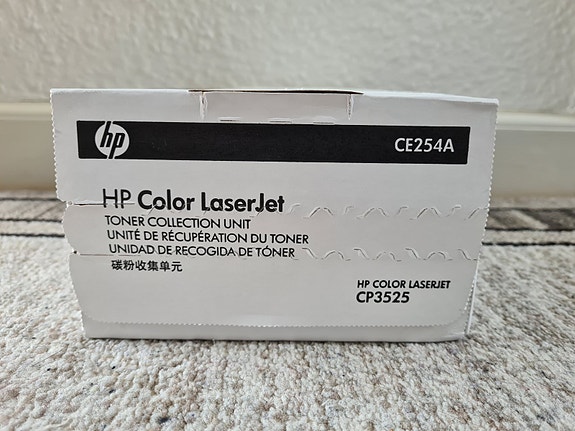 hp
CE254A
HP Color LaserJet
TONER COLLECTION UNIT
UNITÉ DE RÉCUPÉRATION DU TONER
UNIDAD DE RECOGIDA DE TÓNER
碳粉收集单元
HP COLOR LASERJET
CP3525